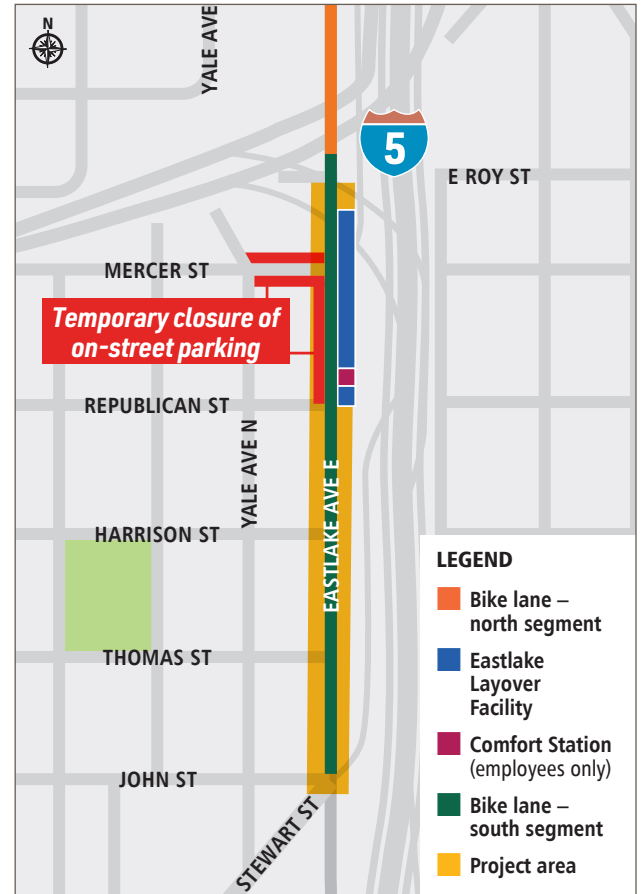 N
YALE AVE
5
E ROY ST
MERCER ST
Temporary closure of
on-street parking
REPUBLICAN ST
YALE AVE N
EASTLAKE AVE E
HARRISON ST
THOMAS ST
JOHN ST
STEWART ST
LEGEND
Bike lane –
north segment
Eastlake
Layover
Facility
Comfort Station
(employees only)
Bike lane –
south segment
Project area